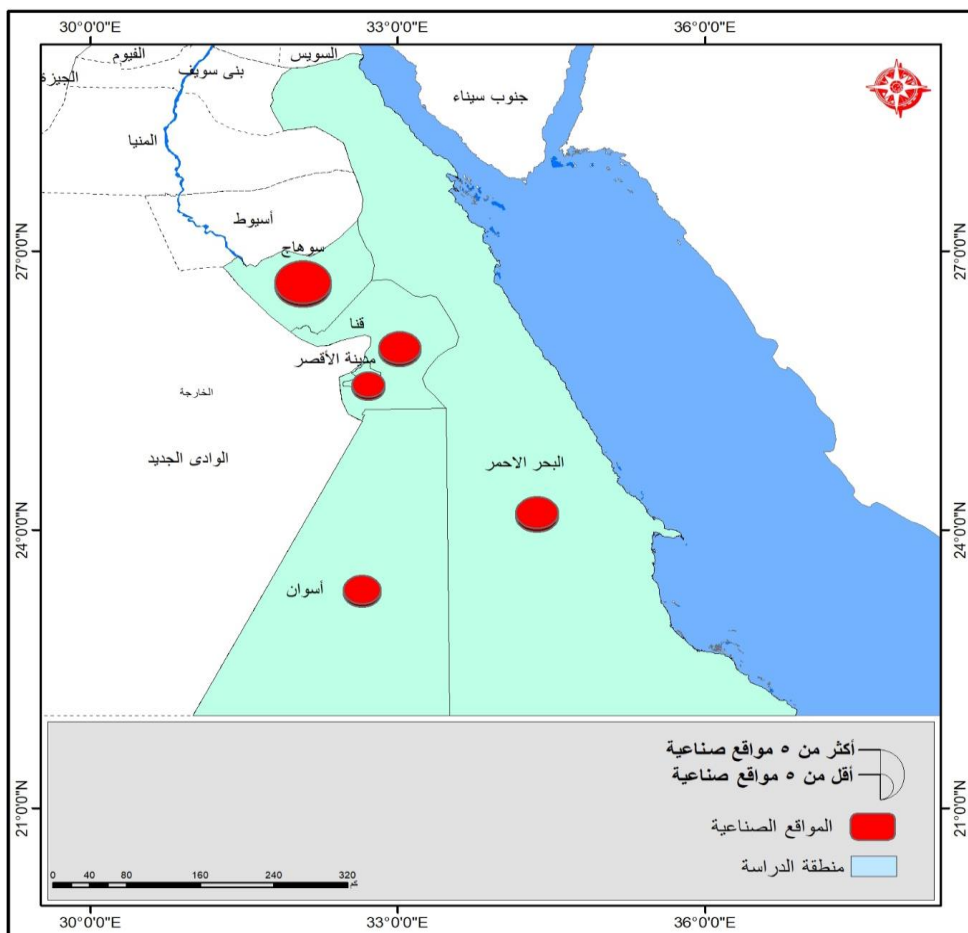 30°0'0"E 33°0'0"E 36°0'0"E
الفيوم
السويس
بنى سويف
الجيزة
جنوب سيناء
المنيا
أسيوط
27°0'0"N 27°0'0"N
سوهاج
قنا
مدينة الأقصر
الخارجة
الوادى الجديد
البحر الاحمر
24°0'0"N 24°0'0"N
أسوان
أكثر من ٥ مواقع صناعية
أقل من ٥ مواقع صناعية
21°0'0"N 21°0'0"N
المواقع الصناعية
منطقة الدراسة
0 40 80 160 240 320
كم
30°0'0"E 33°0'0"E 36°0'0"E